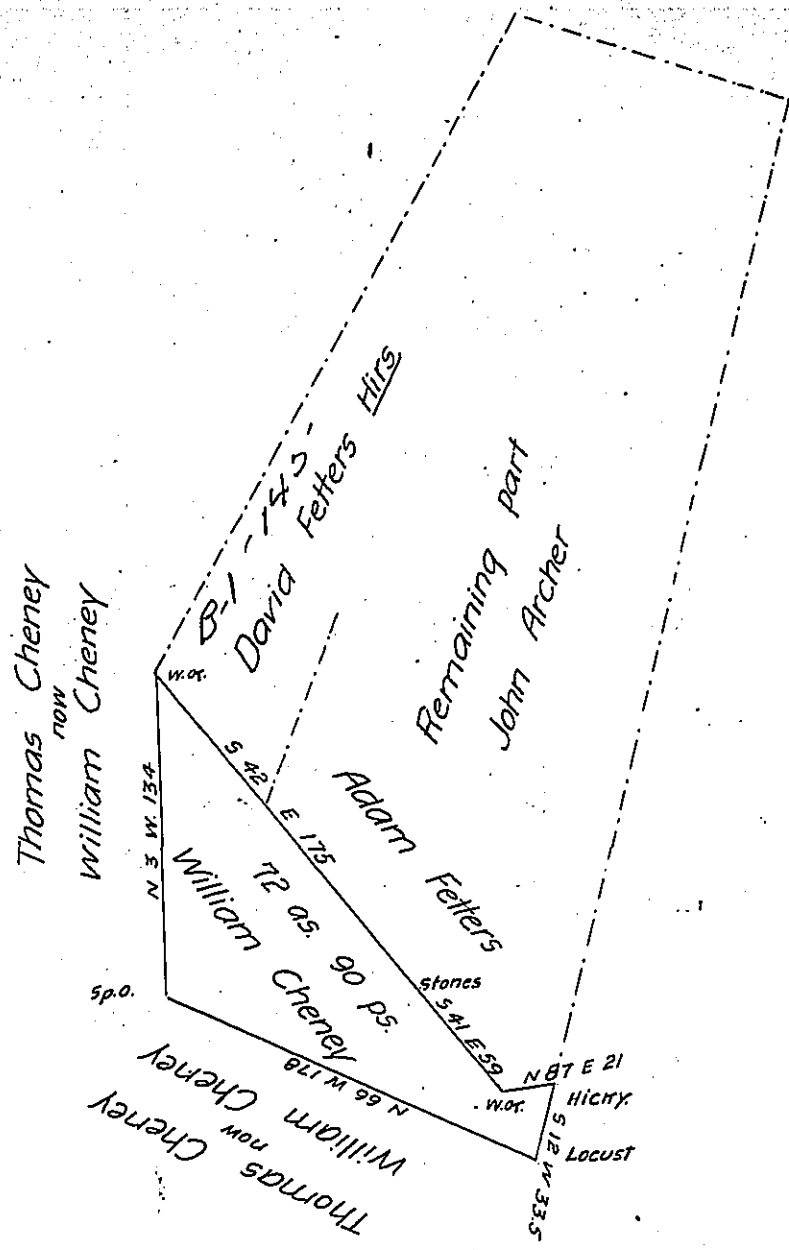 Thomas Cheney
now
William Cheney
N 3 W. 134
W.or.
B-1-145
David Fetters Hirs
S 42 E 175
Remaining part
John Archer
Adam Fetters
72 as. 90 ps.
William Cheney
Sp.O.
Stones
S 41 E 59
N 87 E 21
W.or.
Hicry.
S 12 W 33.5
Locust
N 66 W 178
William Cheney
now
Thomas Cheney